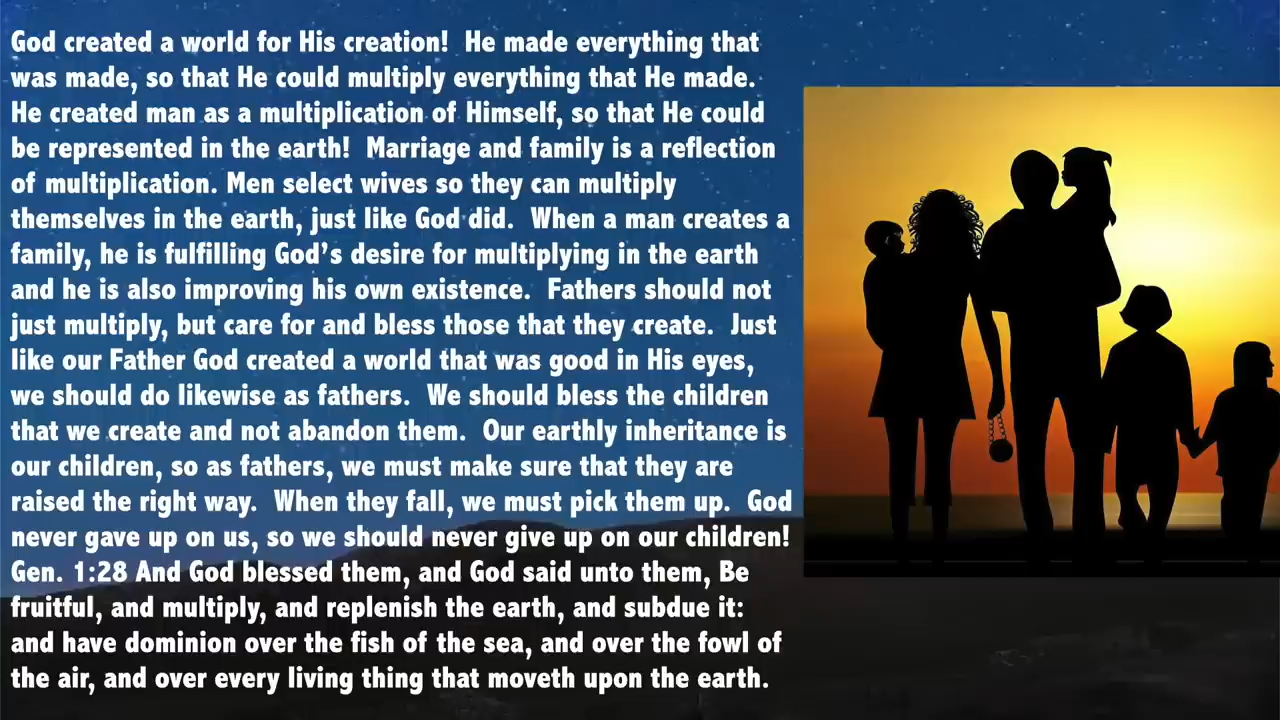 God created a world for His creation!  He made everything that
was made, so that He could multiply everything that He made.
He created man as a multiplication of Himself, so that He could
be represented in the earth!  Marriage and family is a reflection
of multiplication. Men select wives so they can multiply
themselves in the earth, just like God did.  When a man creates a
family, he is fulfilling God’s desire for multiplying in the earth
and he is also improving his own existence.  Fathers should not
just multiply, but care for and bless those that they create.  Just
like our Father God created a world that was good in His eyes,
we should do likewise as fathers.  We should bless the children
that we create and not abandon them.  Our earthly inheritance is
our children, so as fathers, we must make sure that they are
raised the right way.  When they fall, we must pick them up.  God
never gave up on us, so we should never give up on our children!
Gen. 1:28 And God blessed them, and God said unto them, Be
fruitful, and multiply, and replenish the earth, and subdue it:
and have dominion over the fish of the sea, and over the fowl of
the air, and over every living thing that moveth upon the earth.